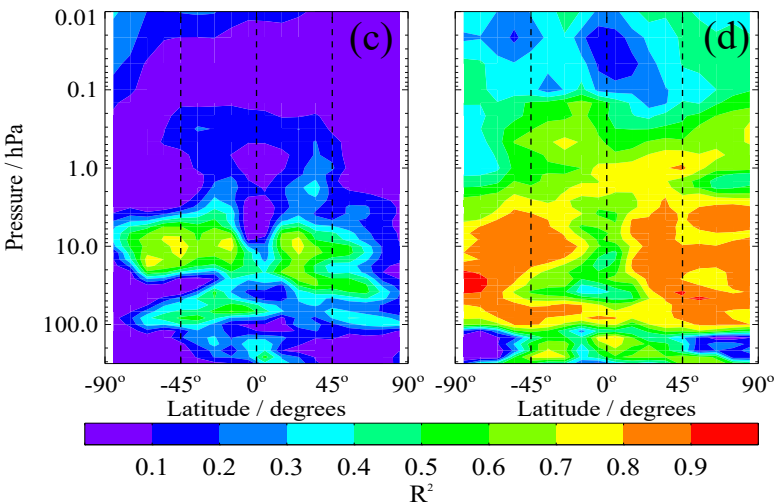 (c)
(d)
Pressure / hPa
0.01
0.1
1.0
10.0
100.0
-90° -45° 0° 45° 90°
-90° -45° 0° 45° 90°
Latitude / degrees
Latitude / degrees
0.1 0.2 0.3 0.4 0.5 0.6 0.7 0.8 0.9
R²